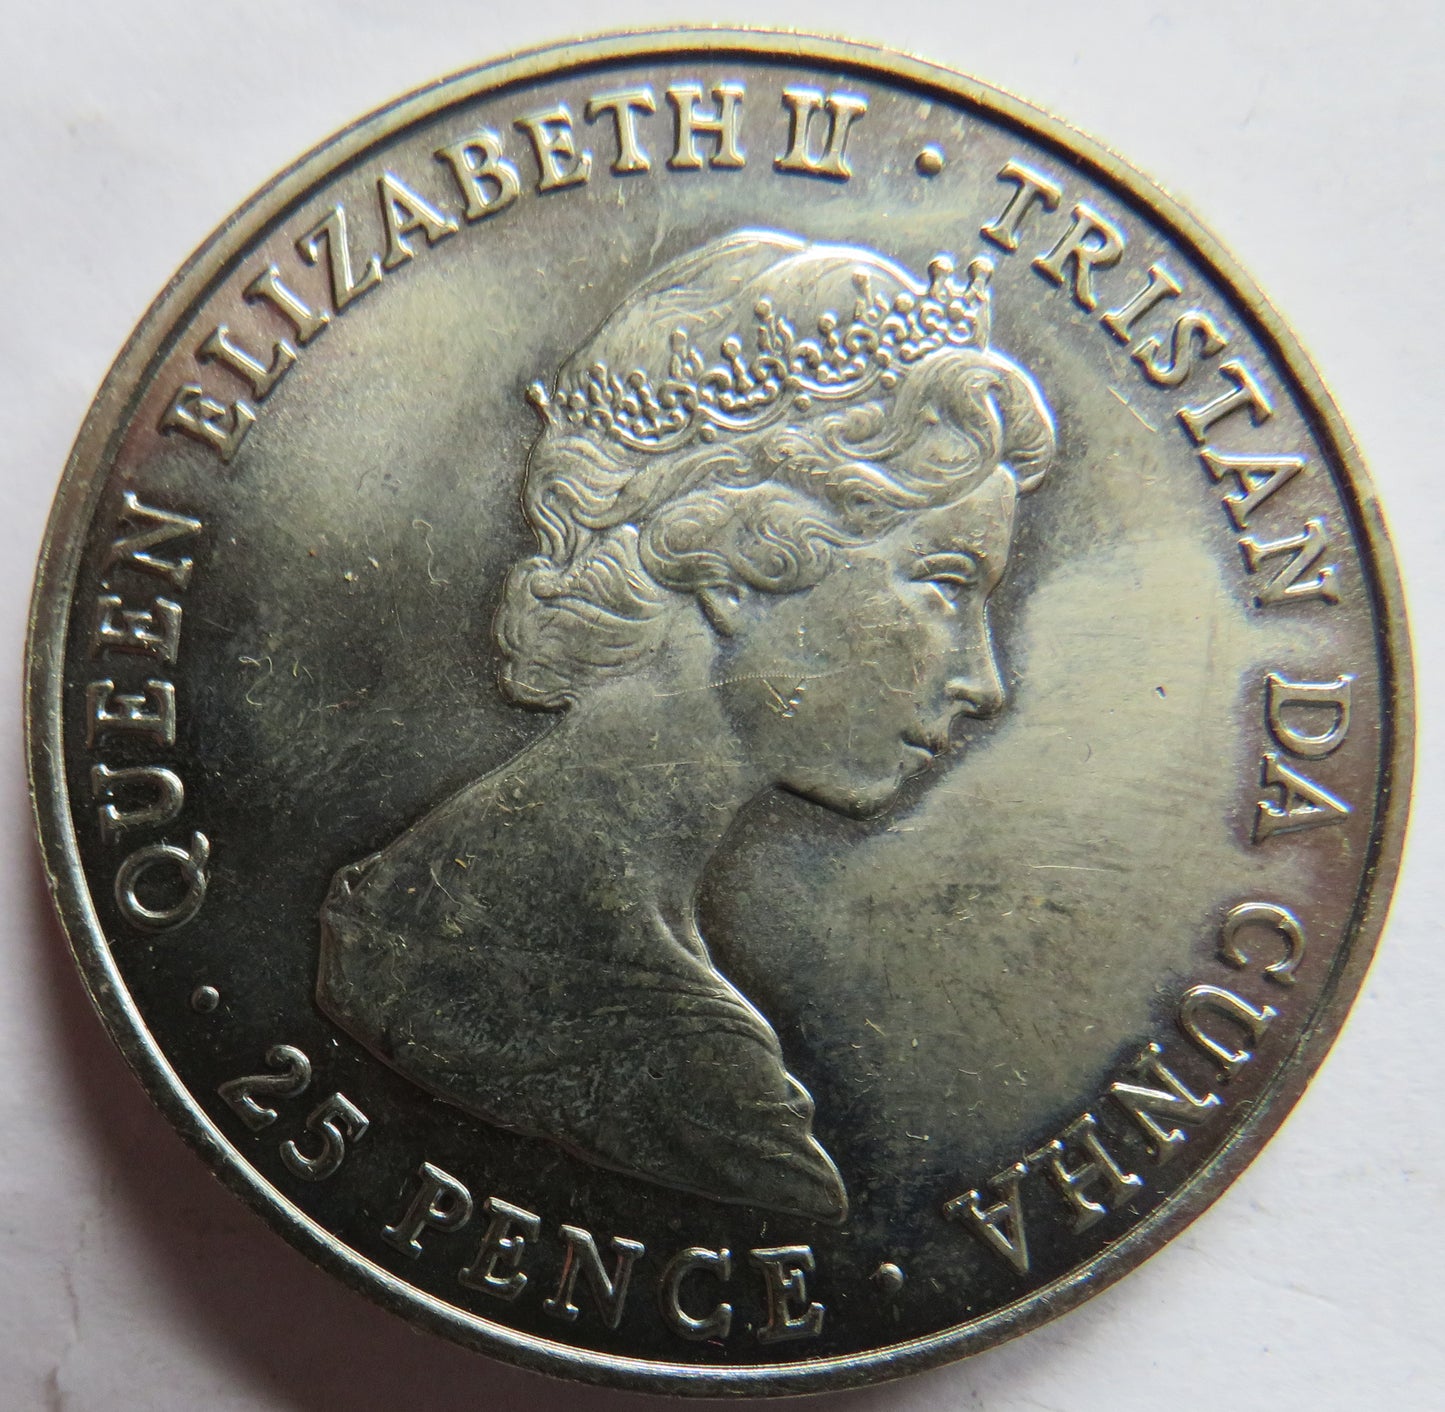 QUEEN ELIZABETH II · TRISTAN DA CUNHA ·
25 PENCE ·